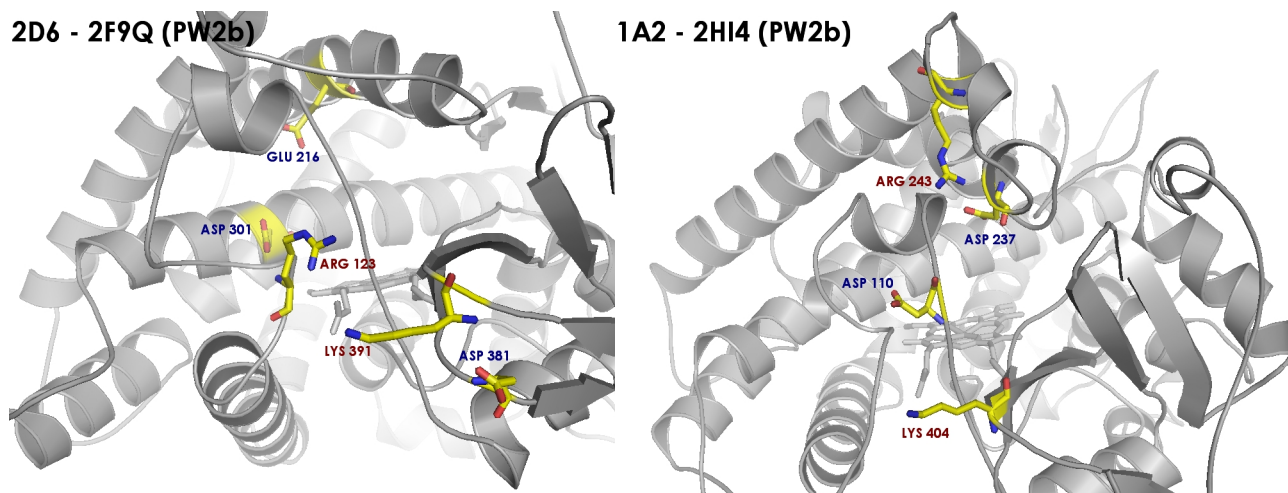 2D6 - 2F9Q (PW2b)
GLU 216
ASP 301
ARG 123
LYS 391
ASP 381
1A2 - 2HI4 (PW2b)
ARG 243
ASP 237
ASP 110
LYS 404